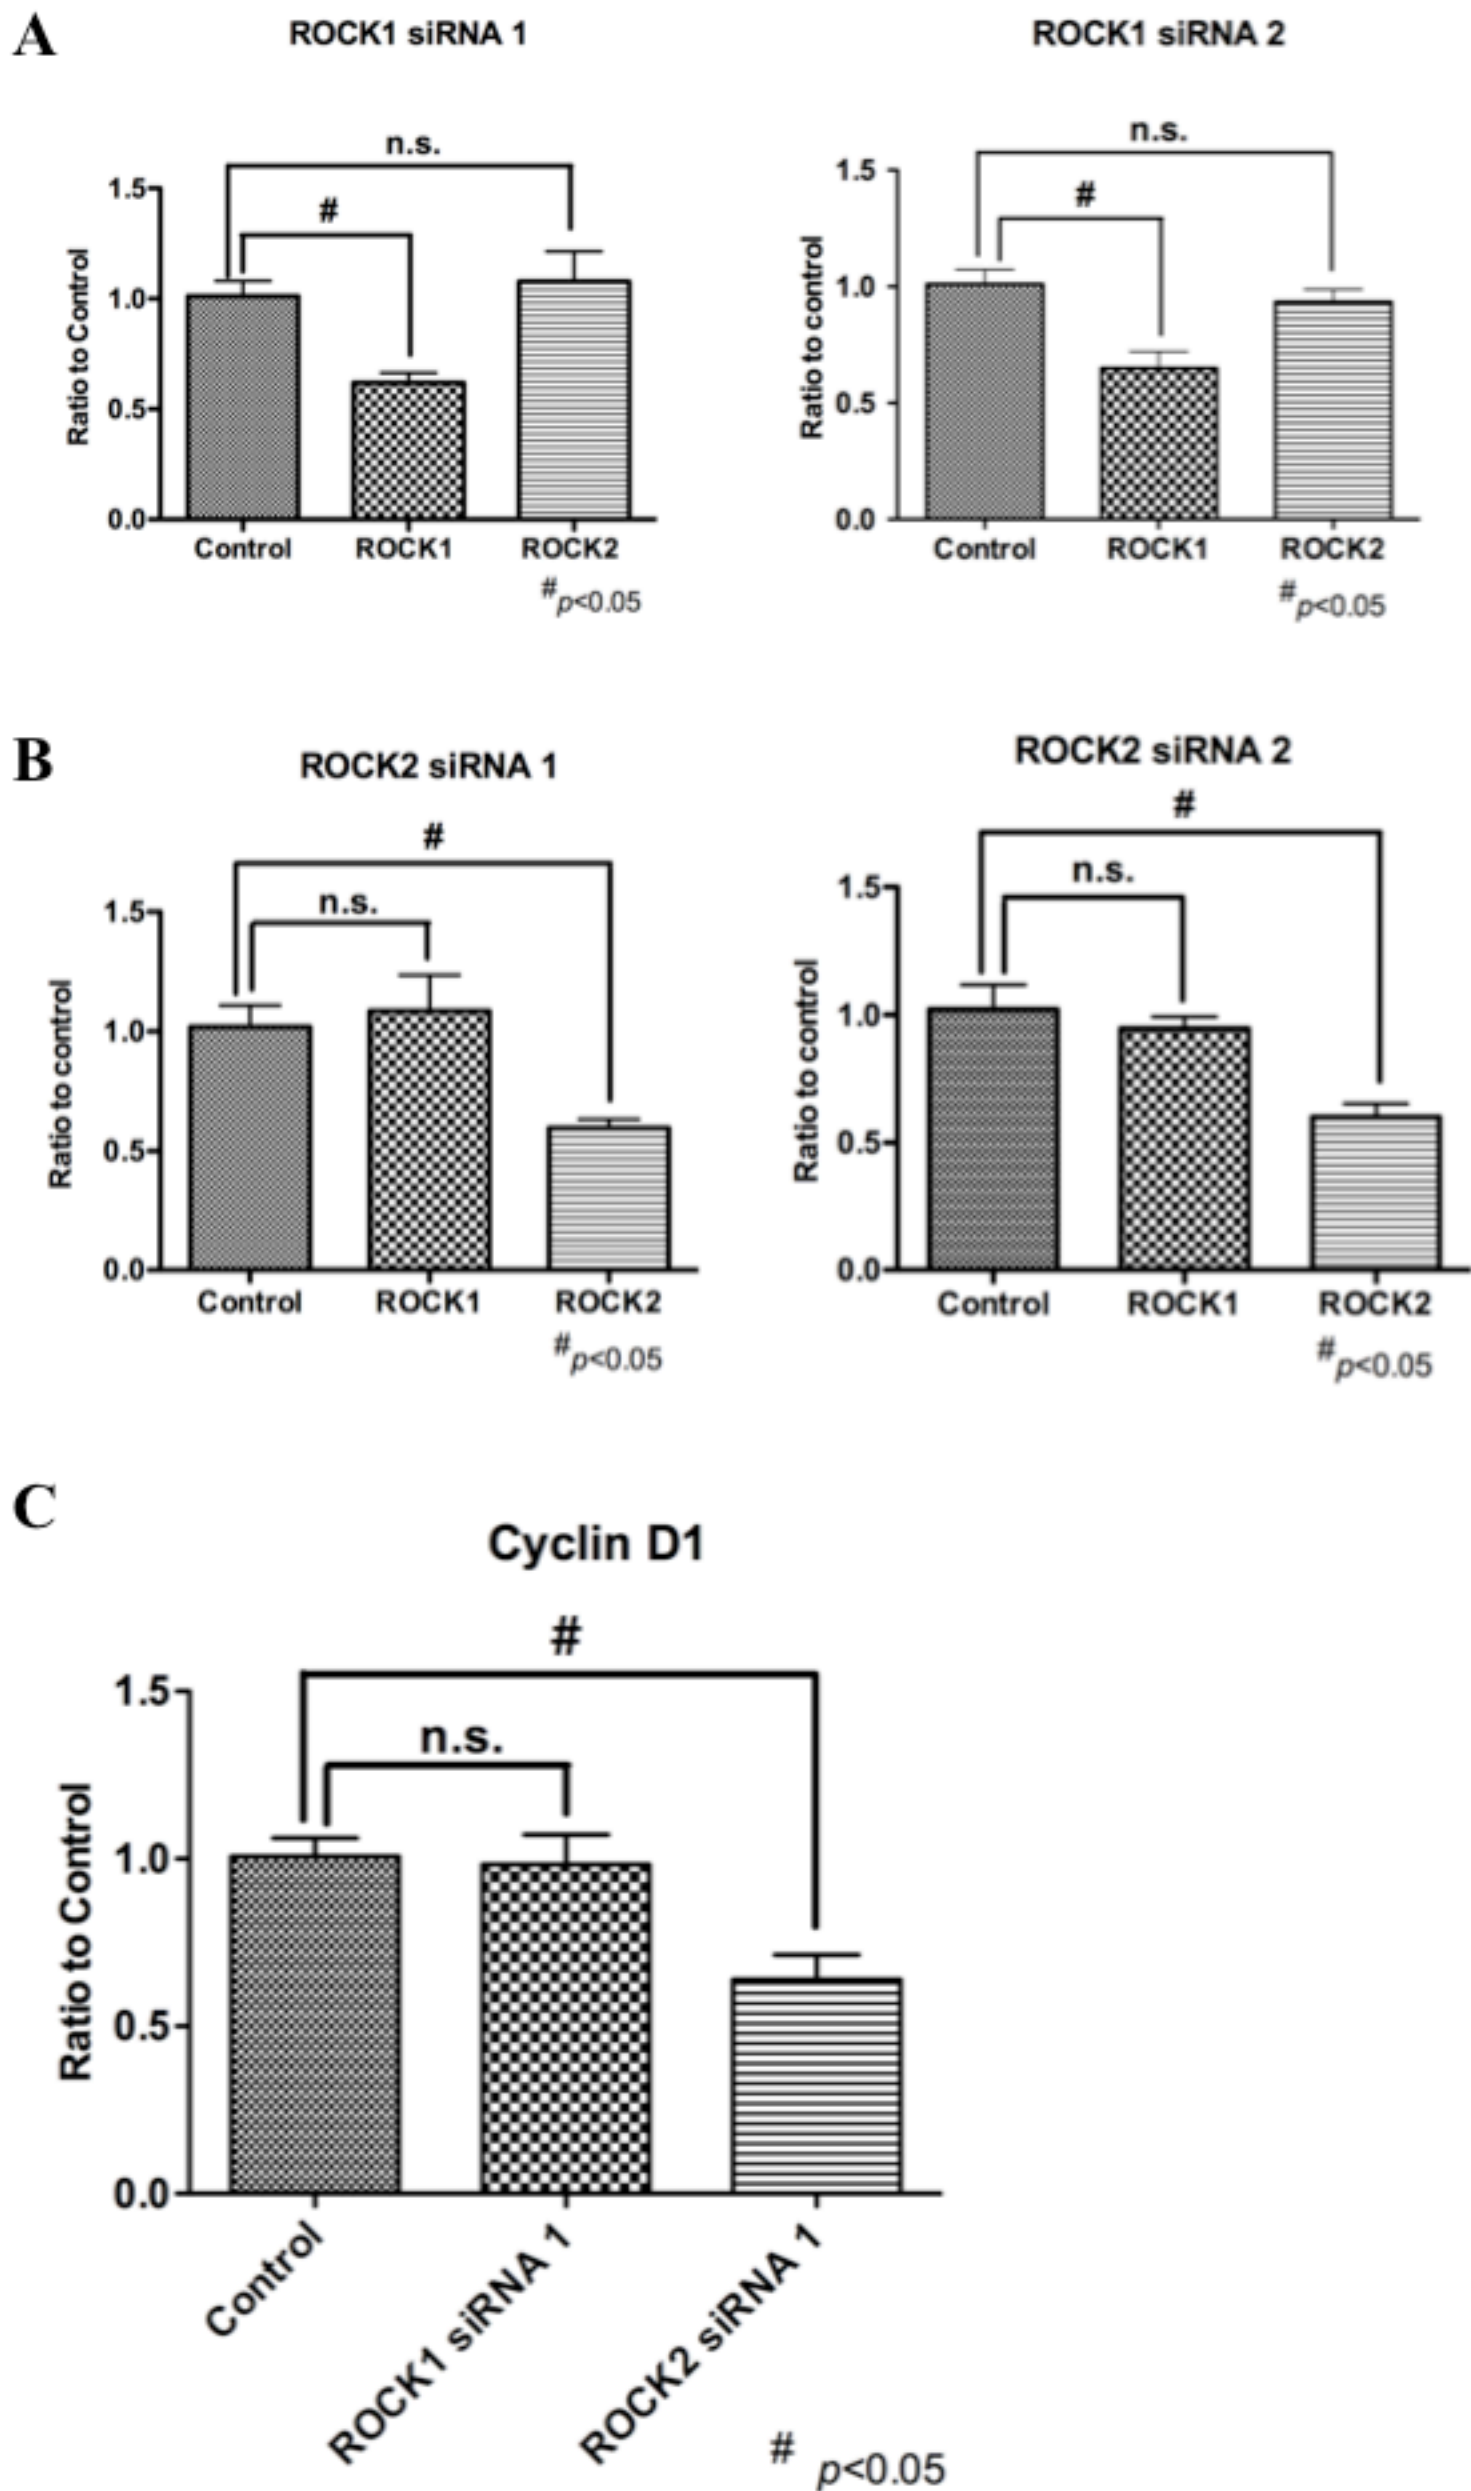 A
ROCK1 siRNA 1
n.s.
#
1.5
1.0
0.5
0.0
Ratio to Control
Control ROCK1 ROCK2
# p<0.05
ROCK1 siRNA 2
n.s.
#
1.5
1.0
0.5
0.0
Ratio to control
Control ROCK1 ROCK2
# p<0.05
B
ROCK2 siRNA 1
#
n.s.
1.5
1.0
0.5
0.0
Ratio to control
Control ROCK1 ROCK2
# p<0.05
ROCK2 siRNA 2
#
n.s.
1.5
1.0
0.5
0.0
Ratio to control
Control ROCK1 ROCK2
# p<0.05
C
Cyclin D1
#
n.s.
1.5
1.0
0.5
0.0
Ratio to Control
Control
ROCK1 siRNA 1
ROCK2 siRNA 1
# p<0.05